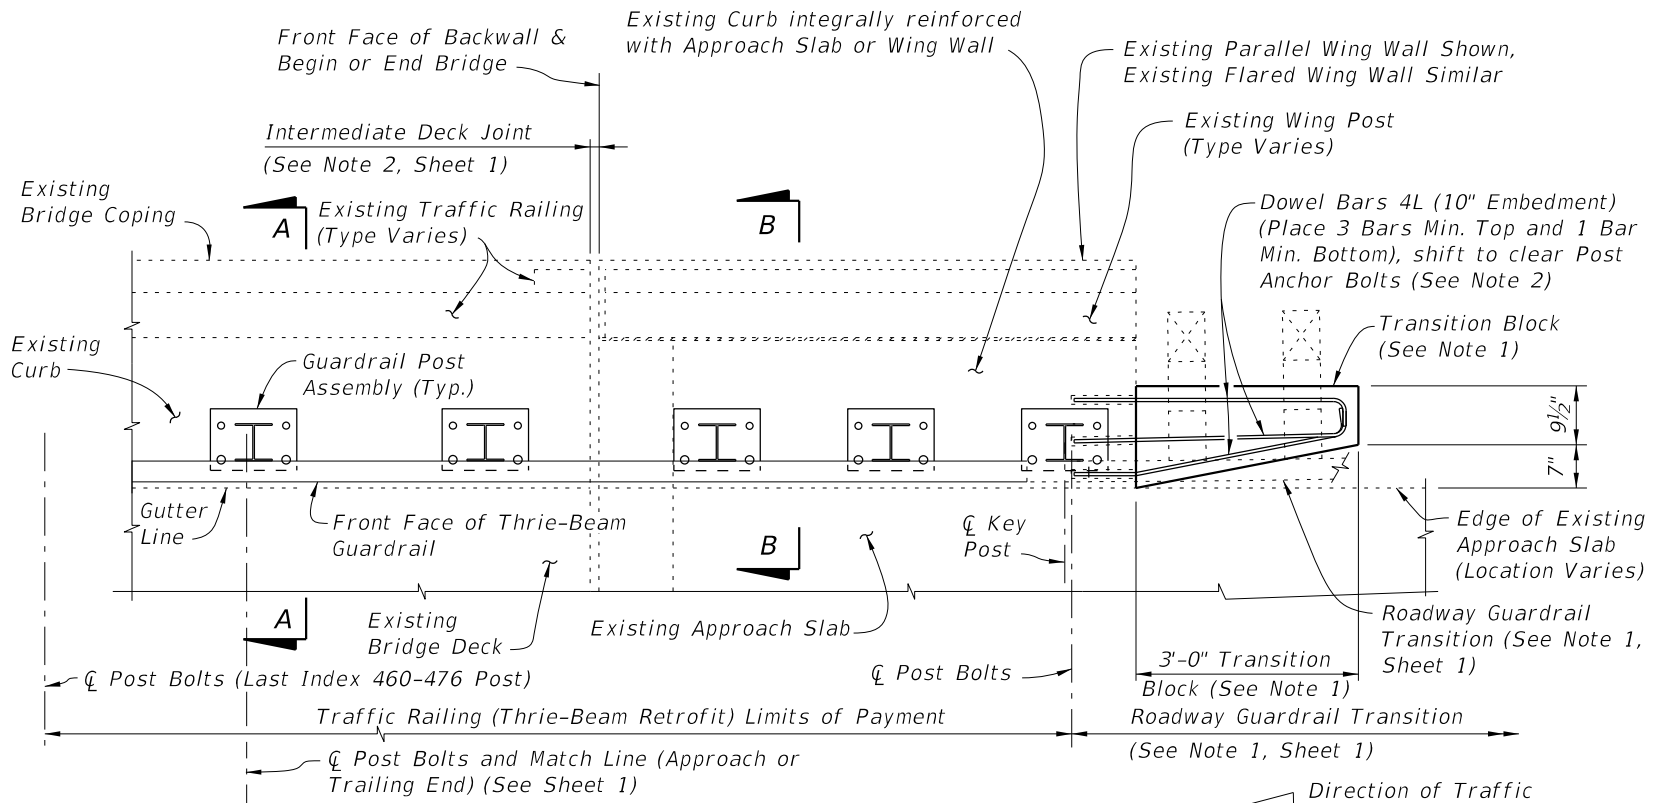 Existing Curb integrally reinforced
with Approach Slab or Wing Wall
Front Face of Backwall &
Begin or End Bridge
Existing Parallel Wing Wall Shown,
Existing Flared Wing Wall Similar
Existing Wing Post
(Type Varies)
Intermediate Deck Joint
(See Note 2, Sheet 1)
Existing
Bridge Coping
A
Existing Traffic Railing
(Type Varies)
B
Dowel Bars 4L (10" Embedment)
(Place 3 Bars Min. Top and 1 Bar
Min. Bottom), shift to clear Post
Anchor Bolts (See Note 2)
Transition Block
(See Note 1)
Existing
Curb
Guardrail Post
Assembly (Typ.)
9½"
7"
Gutter
Line
Front Face of Thrie-Beam
Guardrail
℄ Key
Post
B
Edge of Existing
Approach Slab
(Location Varies)
A
Existing
Bridge Deck
Existing Approach Slab
Roadway Guardrail
Transition (See Note 1,
Sheet 1)
℄ Post Bolts (Last Index 460-476 Post)
℄ Post Bolts
3'-0" Transition
Block (See Note 1)
Traffic Railing (Thrie-Beam Retrofit) Limits of Payment
Roadway Guardrail Transition
(See Note 1, Sheet 1)
℄ Post Bolts and Match Line (Approach or
Trailing End) (See Sheet 1)
Direction of Traffic